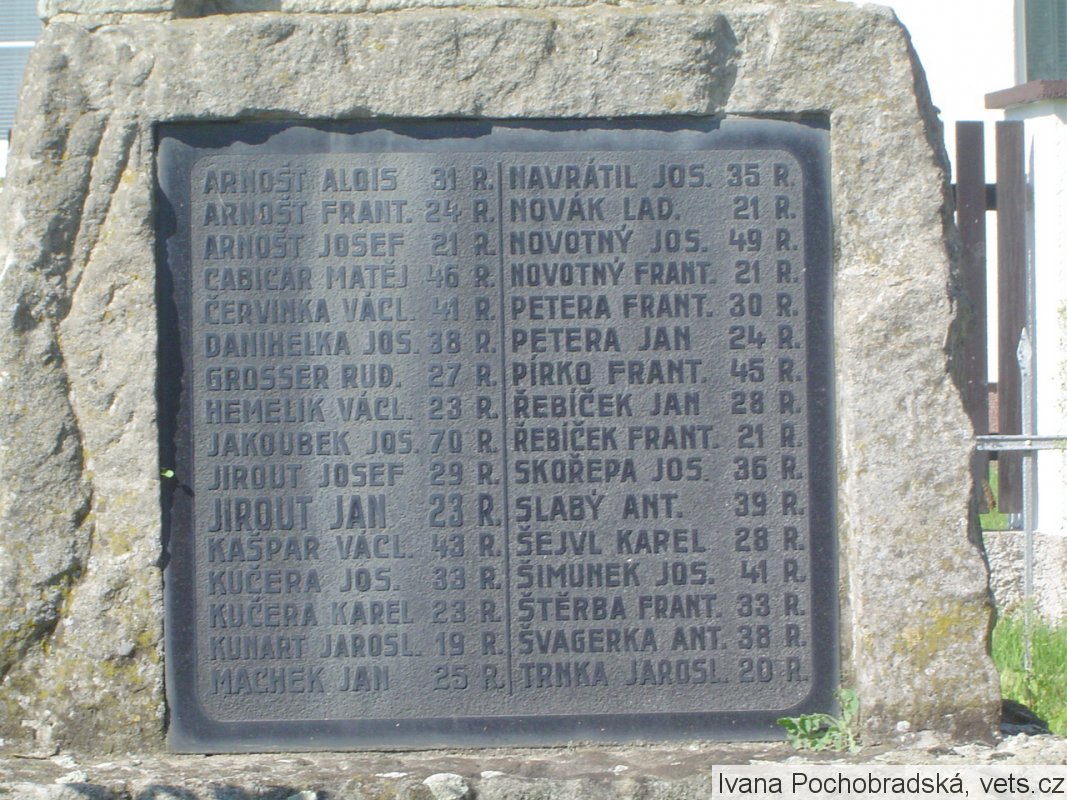 ARNOŠT ALOIS 31 R.
ARNOŠT FRANT. 24 R.
ARNOŠT JOSEF 21 R.
CABICAR MATĚJ 46 R.
ČERVINKA VÁCL. 41 R.
DANIHELKA JOS. 38 R.
GROSSER RUD. 27 R.
HEMELIK VÁCL. 23 R.
JAKOUBEK JOS. 70 R.
JIROUT JOSEF 29 R.
JIROUT JAN 23 R.
KAŠPAR VÁCL. 43 R.
KUČERA JOS. 33 R.
KUČERA KAREL 23 R.
KUNART JAROSL. 19 R.
MACHEK JAN 25 R.
NAVRÁTIL JOS. 35 R.
NOVÁK LAD. 21 R.
NOVOTNÝ JOS. 49 R.
NOVOTNÝ FRANT. 21 R.
PETERA FRANT. 30 R.
PETERA JAN 24 R.
PÍRKO FRANT. 45 R.
ŘEBÍČEK JAN 28 R.
ŘEBÍČEK FRANT. 21 R.
SKOŘEPA JOS. 36 R.
SLABÝ ANT. 39 R.
ŠEJVL KAREL 28 R.
ŠIMUNEK JOS. 41 R.
ŠTĚRBA FRANT. 33 R.
ŠVAGERKA ANT. 38 R.
TRNKA JAROSL. 20 R.
Ivana Pochobradská, vets.cz